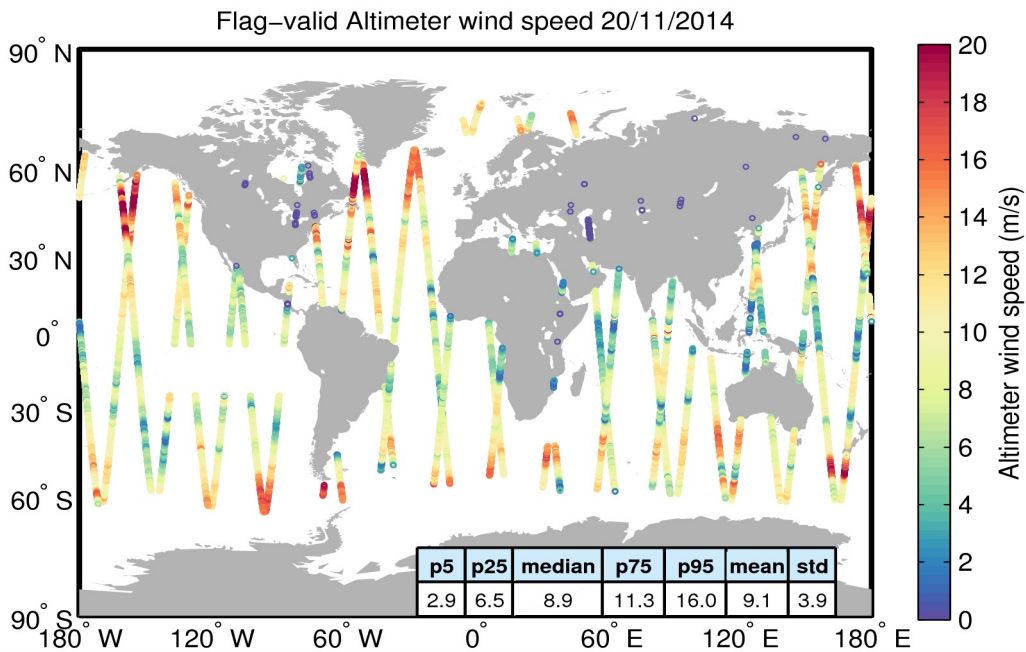 Flag−valid Altimeter wind speed 20/11/2014
90° N
60° N
30° N
0°
30° S
60° S
90° S
180° W
120° W
60° W
0°
60° E
120° E
180° E
p5 p25 median p75 p95 mean std
2.9 6.5 8.9 11.3 16.0 9.1 3.9
20
18
16
14
12
10
8
6
4
2
0
Altimeter wind speed (m/s)